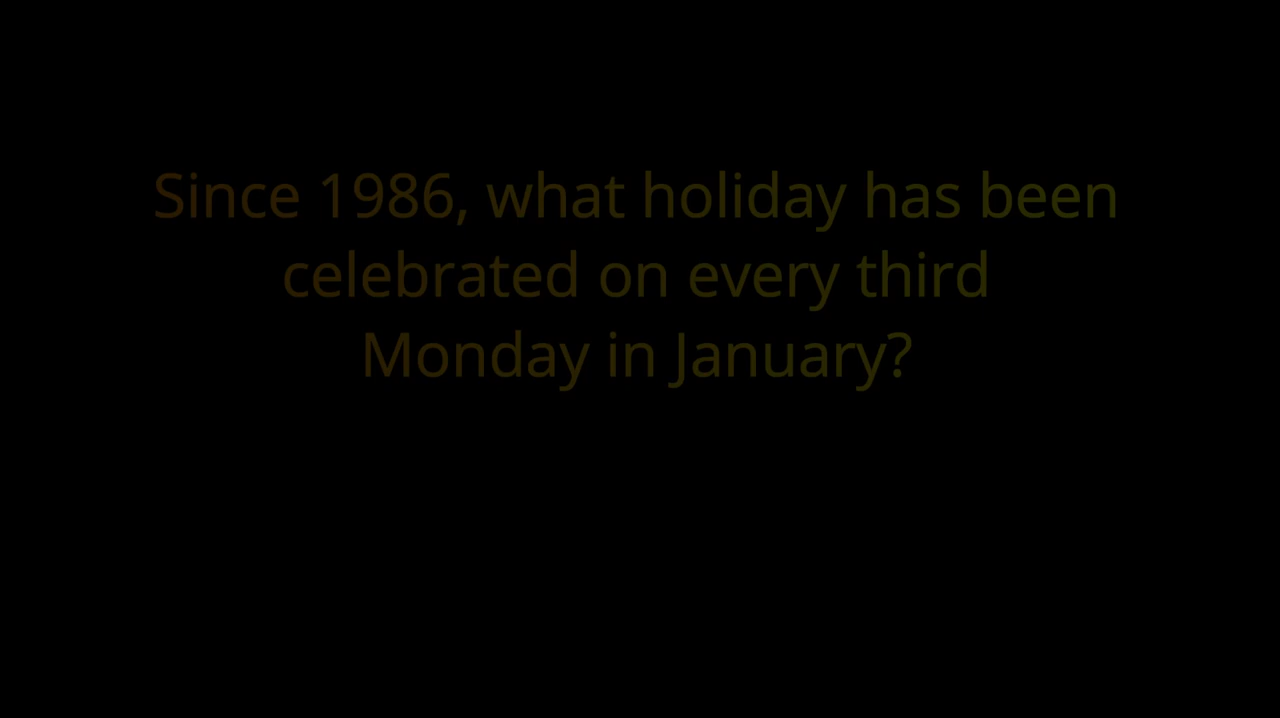 Since 1986, what holiday has been
celebrated on every third
Monday in January?